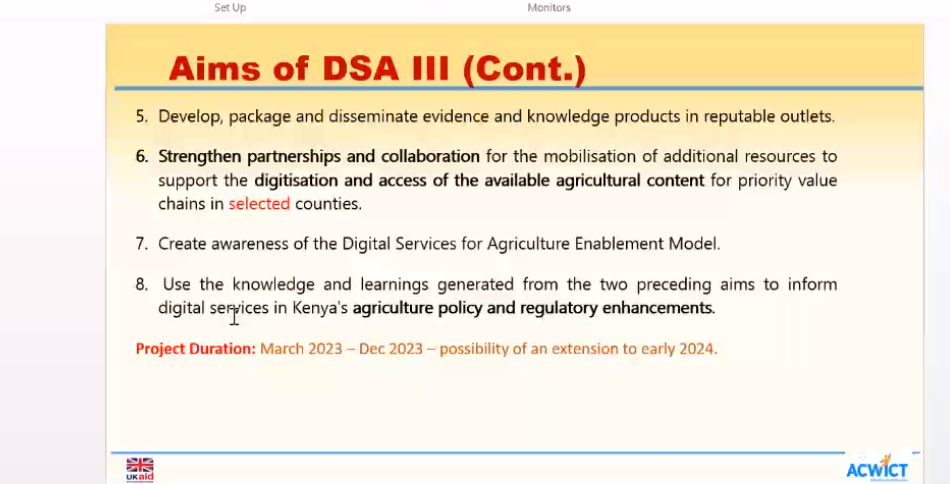 Set Up
Monitors
Aims of DSA III (Cont.)
5. Develop, package and disseminate evidence and knowledge products in reputable outlets.
6. Strengthen partnerships and collaboration for the mobilisation of additional resources to
support the digitisation and access of the available agricultural content for priority value
chains in selected counties.
7. Create awareness of the Digital Services for Agriculture Enablement Model.
8. Use the knowledge and learnings generated from the two preceding aims to inform
digital services in Kenya's agriculture policy and regulatory enhancements.
Project Duration: March 2023 – Dec 2023 – possibility of an extension to early 2024.
UKaid
ACWICT